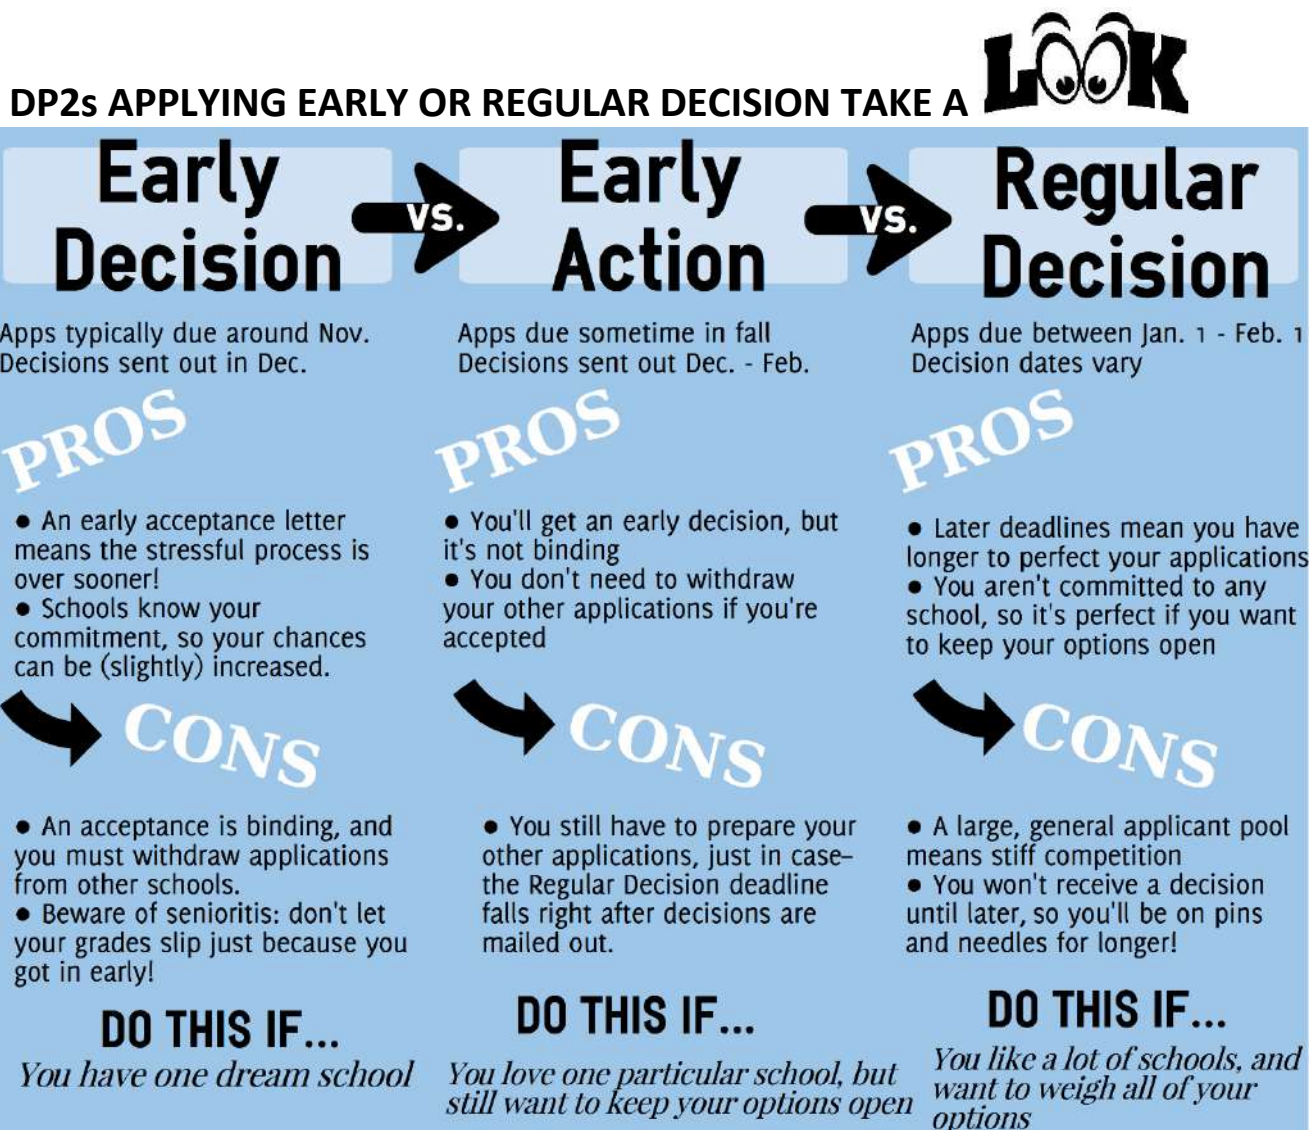 DP2s APPLYING EARLY OR REGULAR DECISION TAKE A LOOK
Early
Decision
vs.
Early
Action
vs.
Regular
Decision
Apps typically due around Nov.
Decisions sent out in Dec.
PROS
● An early acceptance letter
means the stressful process is
over sooner!
● Schools know your
commitment, so your chances
can be (slightly) increased.
CONS
● An acceptance is binding, and
you must withdraw applications
from other schools.
● Beware of senioritis: don't let
your grades slip just because you
got in early!
DO THIS IF...
You have one dream school
Apps due sometime in fall
Decisions sent out Dec. - Feb.
PROS
● You'll get an early decision, but
it's not binding
● You don't need to withdraw
your other applications if you're
accepted
CONS
● You still have to prepare your
other applications, just in case–
the Regular Decision deadline
falls right after decisions are
mailed out.
DO THIS IF...
You love one particular school, but
still want to keep your options open
Apps due between Jan. 1 - Feb. 1
Decision dates vary
PROS
● Later deadlines mean you have
longer to perfect your applications
● You aren't committed to any
school, so it's perfect if you want
to keep your options open
CONS
● A large, general applicant pool
means stiff competition
● You won't receive a decision
until later, so you'll be on pins
and needles for longer!
DO THIS IF...
You like a lot of schools, and
want to weigh all of your
options